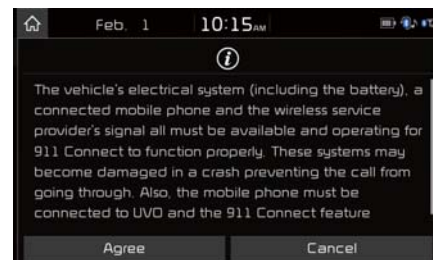 Feb. 1 10:15AM
The vehicle's electrical system (including the battery), a
connected mobile phone and the wireless service
provider's signal all must be available and operating for
911 Connect to function properly. These systems may
become damaged in a crash preventing the call from
going through. Also, the mobile phone must be
connected to UVO and the 911 Connect feature
Agree Cancel